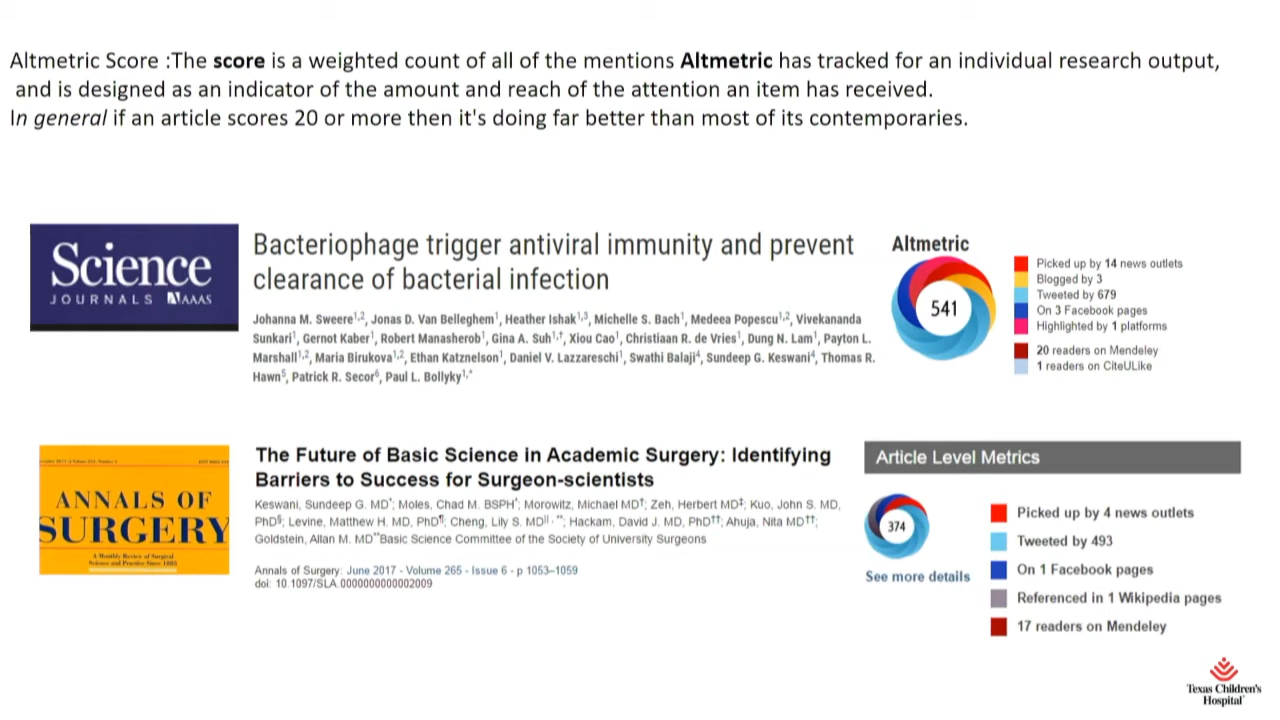 Altmetric Score :The score is a weighted count of all of the mentions Altmetric has tracked for an individual research output,
and is designed as an indicator of the amount and reach of the attention an item has received.
In general if an article scores 20 or more then it's doing far better than most of its contemporaries.
Science
JOURNALS AAAS
Bacteriophage trigger antiviral immunity and prevent
clearance of bacterial infection
Johanna M. Sweere1,2, Jonas D. Van Belleghem1, Heather Ishak1,3, Michelle S. Bach1, Medeea Popescu1,2, Vivekananda
Sunkari1, Gernot Kaber1, Robert Manasherob1, Gina A. Suh1,†, Xiou Cao1, Christiaan R. de Vries1, Dung N. Lam1, Payton L.
Marshall1,2, Maria Birukova1,2, Ethan Katznelson1, Daniel V. Lazzareschi1, Swathi Balaji4, Sundeep G. Keswani4, Thomas R.
Hawn5, Patrick R. Secor6, Paul L. Bollyky1,*
Altmetric
541
Picked up by 14 news outlets
Blogged by 3
Tweeted by 679
On 3 Facebook pages
Highlighted by 1 platforms
20 readers on Mendeley
1 readers on CiteULike
ANNALS OF
SURGERY
A Monthly Review of Surgical
Science and Practice Since 1885
The Future of Basic Science in Academic Surgery: Identifying
Barriers to Success for Surgeon-scientists
Keswani, Sundeep G. MD*; Moles, Chad M. BSPH*; Morowitz, Michael MD†; Zeh, Herbert MD‡; Kuo, John S. MD,
PhD§; Levine, Matthew H. MD, PhD¶; Cheng, Lily S. MD||,**; Hackam, David J. MD, PhD††; Ahuja, Nita MD††;
Goldstein, Allan M. MD**Basic Science Committee of the Society of University Surgeons
Annals of Surgery: June 2017 - Volume 265 - Issue 6 - p 1053–1059
doi: 10.1097/SLA.0000000000002009
Article Level Metrics
374
See more details
Picked up by 4 news outlets
Tweeted by 493
On 1 Facebook pages
Referenced in 1 Wikipedia pages
17 readers on Mendeley
Texas Children's
Hospital